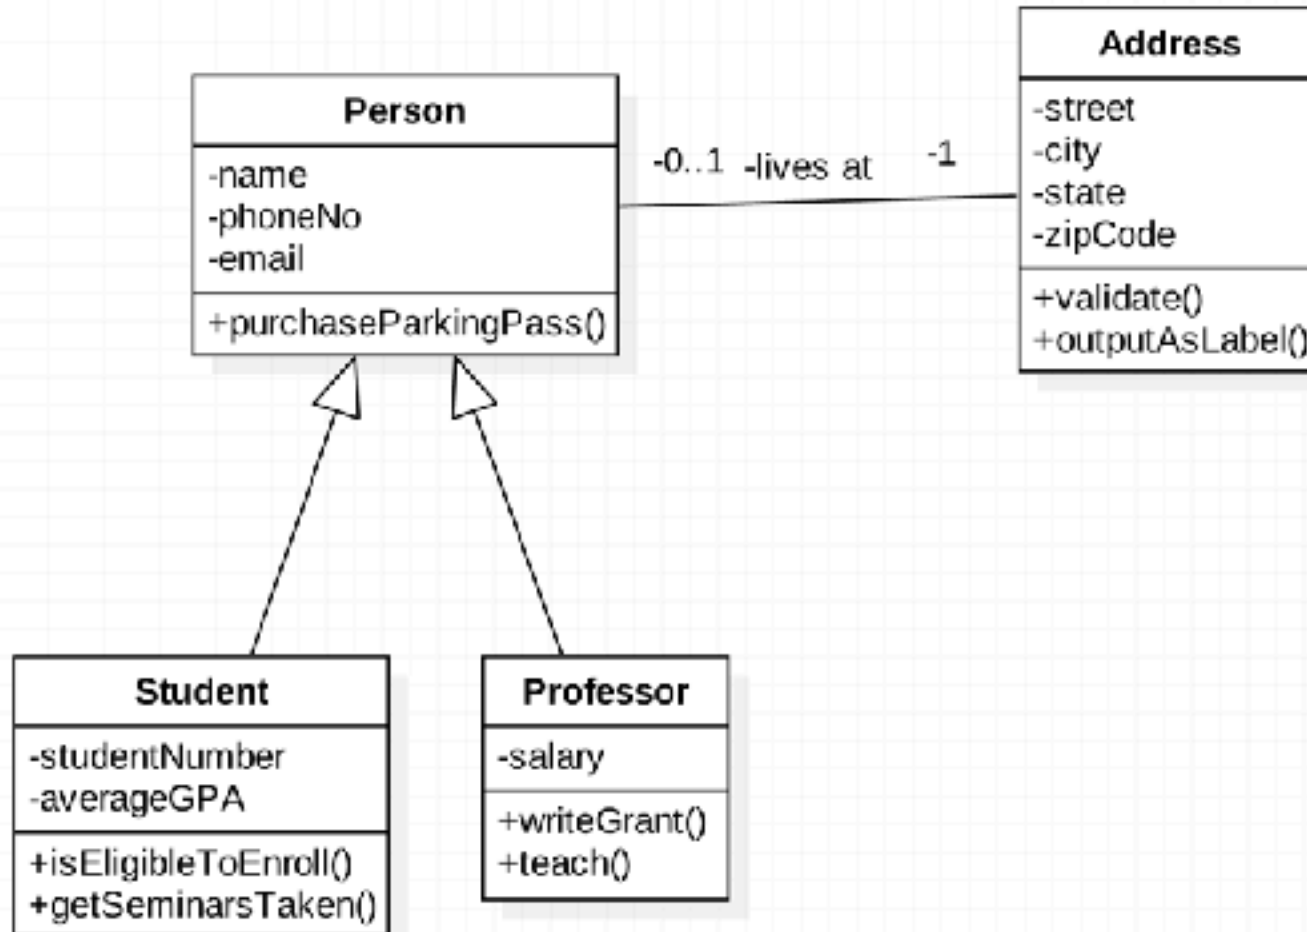 Person
-name
-phoneNo
-email
+purchaseParkingPass()
-0..1
-lives at
-1
Address
-street
-city
-state
-zipCode
+validate()
+outputAsLabel()
Student
-studentNumber
-averageGPA
+isEligibleToEnroll()
+getSeminarsTaken()
Professor
-salary
+writeGrant()
+teach()